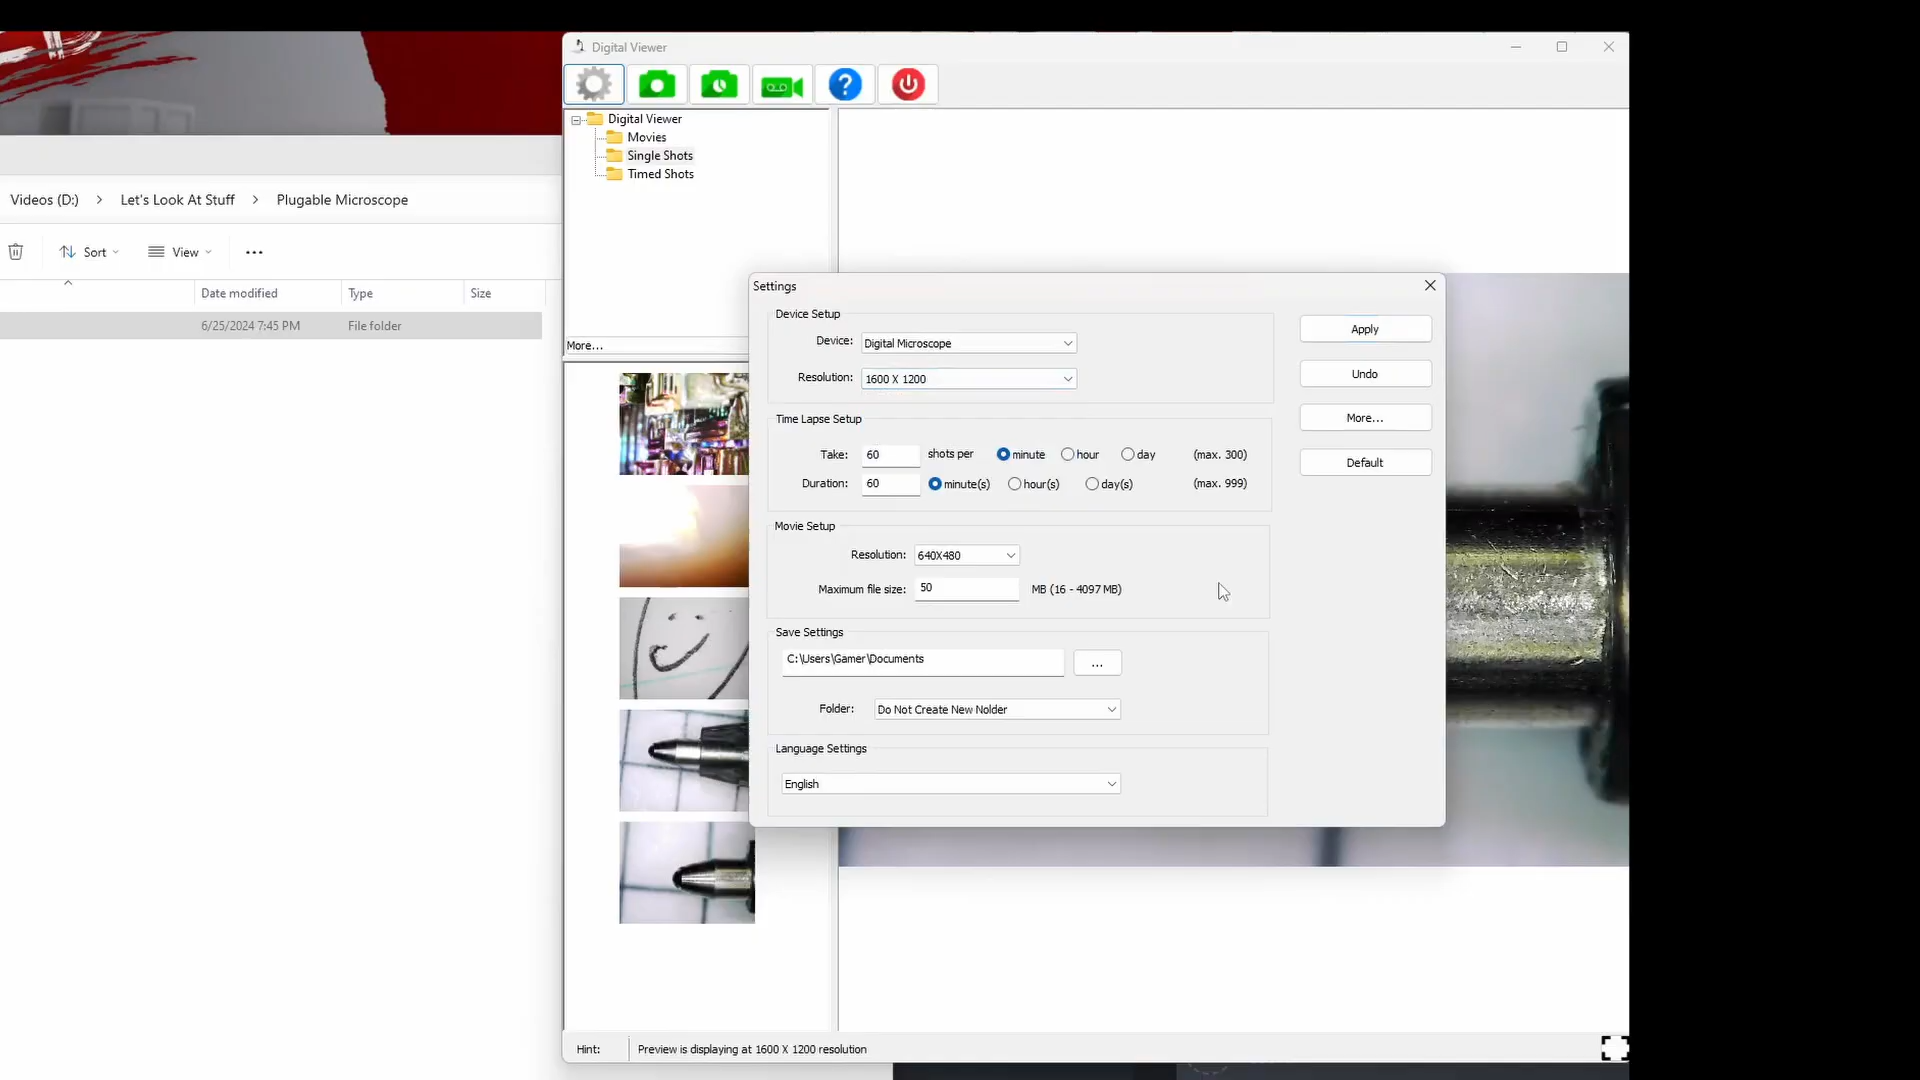 Digital Viewer
Digital Viewer
Movies
Single Shots
Timed Shots
More...
Videos (D:) > Let's Look At Stuff > Plugable Microscope
Sort View ...
Date modified Type Size
6/25/2024 7:45 PM File folder
Settings
Device Setup
Device: Digital Microscope
Resolution: 1600 X 1200
Time Lapse Setup
Take: 60 shots per minute hour day (max. 300)
Duration: 60 minute(s) hour(s) day(s) (max. 999)
Movie Setup
Resolution: 640X480
Maximum file size: 50 MB (16 - 4097 MB)
Save Settings
C:\Users\Gamer\Documents ...
Folder: Do Not Create New Nolder
Language Settings
English
Apply
Undo
More...
Default
Hint: Preview is displaying at 1600 X 1200 resolution